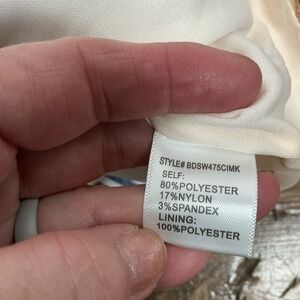 STYLE# BDSW475CIMK
SELF:
80%POLYESTER
17%NYLON
3%SPANDEX
LINING:
100%POLYESTER